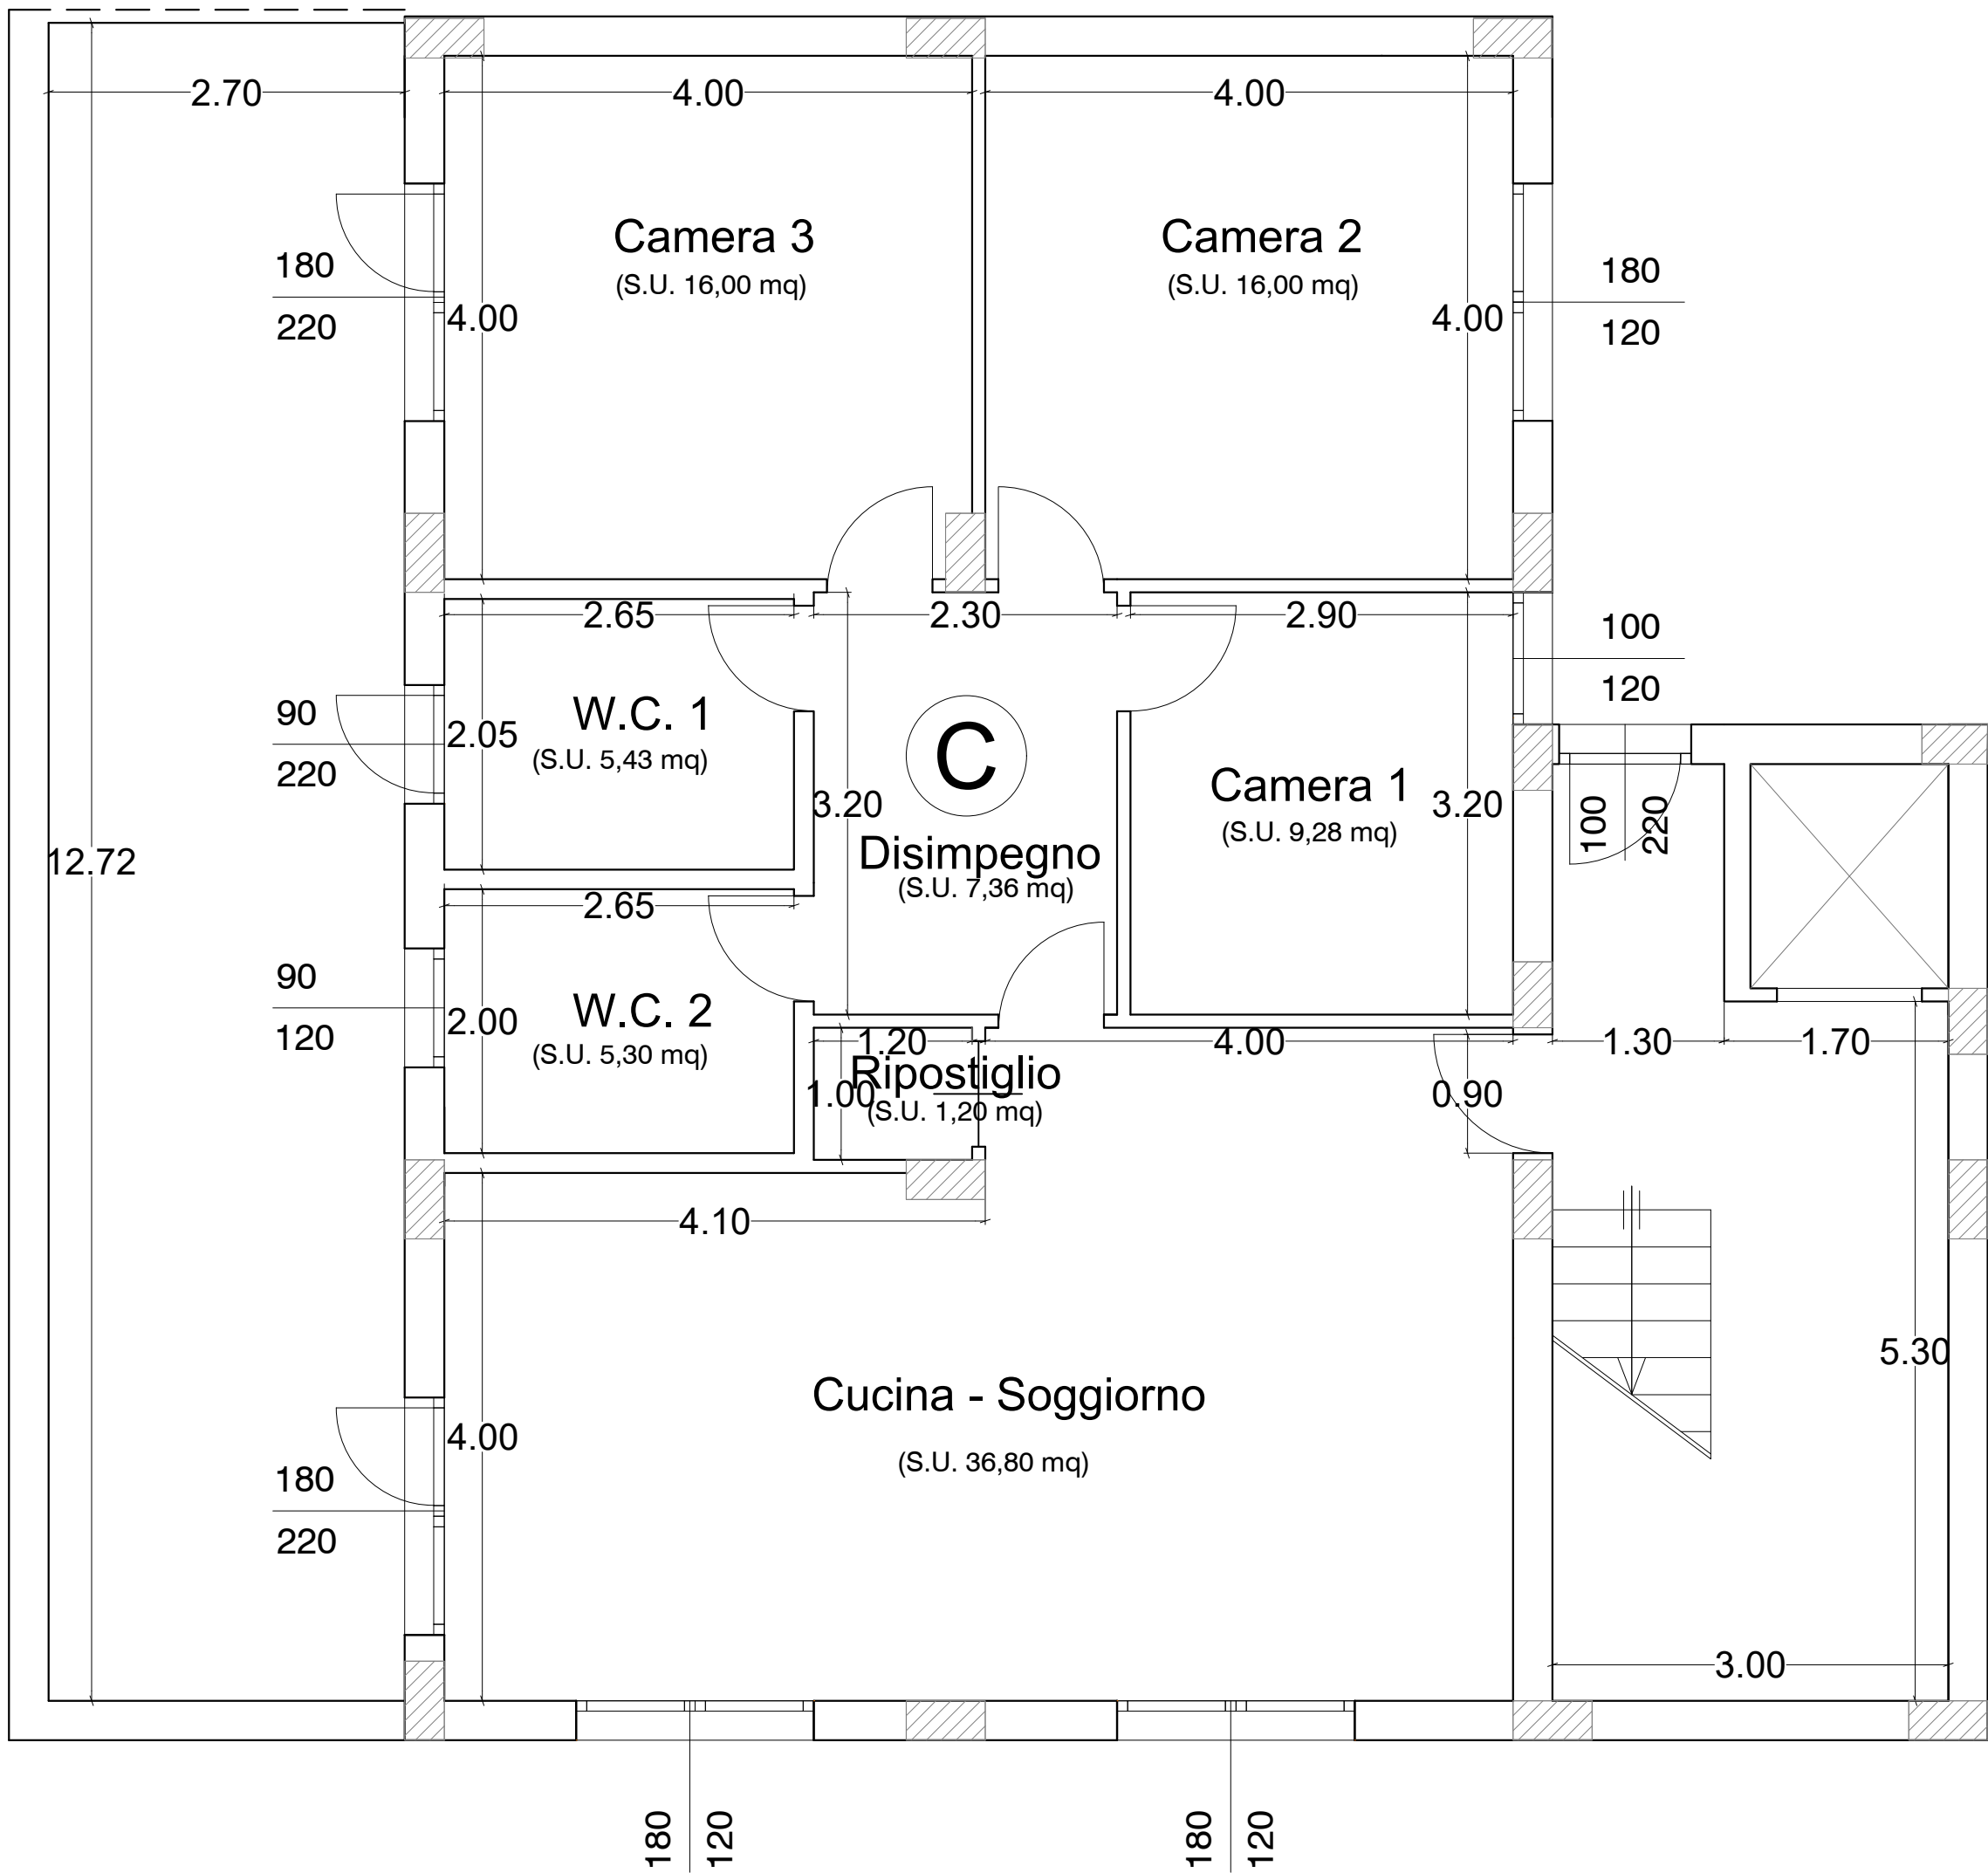 2.70
4.00
4.00
Camera 3
(S.U. 16,00 mq)
Camera 2
(S.U. 16,00 mq)
180
220
4.00
4.00
180
120
2.65
2.30
2.90
100
120
90
220
2.05
W.C. 1
(S.U. 5,43 mq)
C
3.20
Camera 1
(S.U. 9,28 mq)
3.20
100
220
12.72
Disimpegno
(S.U. 7,36 mq)
2.65
90
120
2.00
W.C. 2
(S.U. 5,30 mq)
1.20
4.00
1.30
1.70
1.00
Ripostiglio
(S.U. 1,20 mq)
0.90
4.10
5.30
Cucina - Soggiorno
(S.U. 36,80 mq)
4.00
180
220
3.00
180
120
180
120